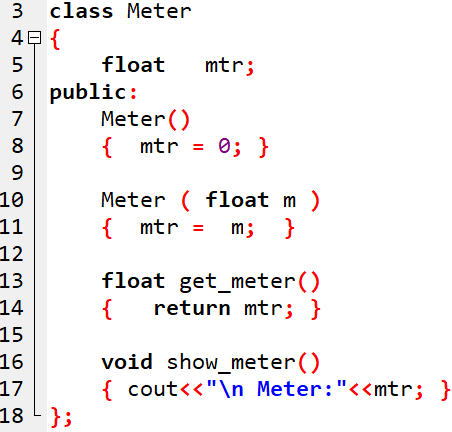 3 class Meter
4 {
5 float mtr;
6 public:
7 Meter()
8 { mtr = 0; }
9
10 Meter ( float m )
11 { mtr = m; }
12
13 float get_meter()
14 { return mtr; }
15
16 void show_meter()
17 { cout<<"\n Meter:"<<mtr; }
18 };